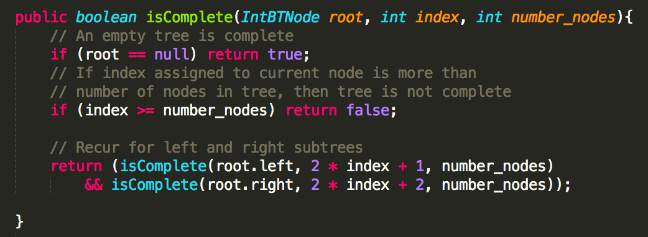 public boolean isComplete(IntBTNode root, int index, int number_nodes){
    // An empty tree is complete
    if (root == null) return true;
    // If index assigned to current node is more than
    // number of nodes in tree, then tree is not complete
    if (index >= number_nodes) return false;

    // Recur for left and right subtrees
    return (isComplete(root.left, 2 * index + 1, number_nodes)
        && isComplete(root.right, 2 * index + 2, number_nodes));

}